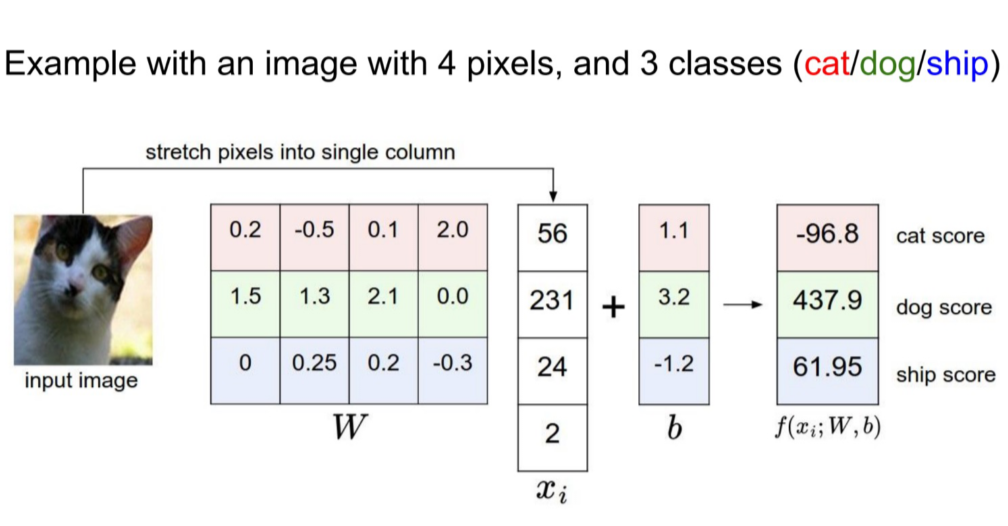 Example with an image with 4 pixels, and 3 classes (cat/dog/ship)
stretch pixels into single column
0.2 -0.5 0.1 2.0 56 1.1 -96.8 cat score
1.5 1.3 2.1 0.0 231 + 3.2 → 437.9 dog score
0 0.25 0.2 -0.3 24 -1.2 61.95 ship score
input image
W 2 b f(xᵢ; W, b)
xᵢ